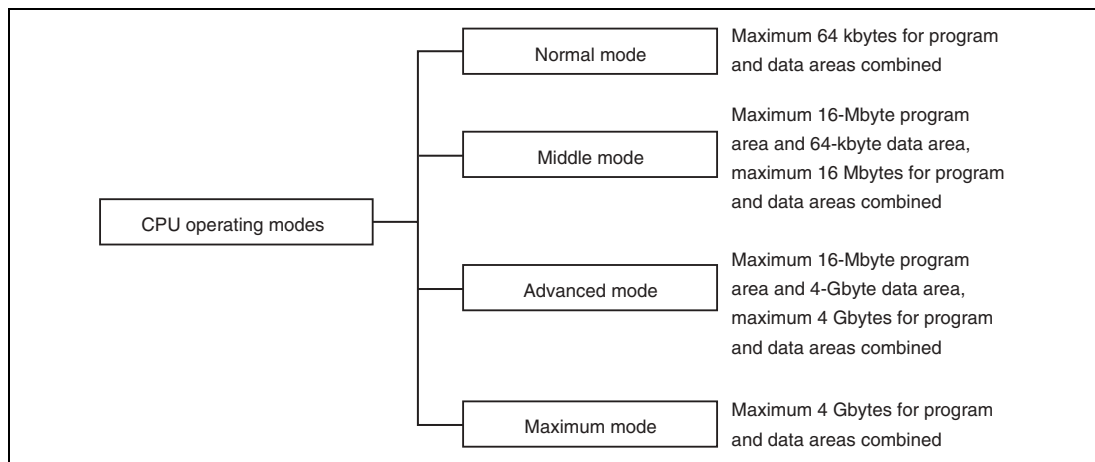 Normal mode
Maximum 64 kbytes for program
and data areas combined
Middle mode
Maximum 16-Mbyte program
area and 64-kbyte data area,
maximum 16 Mbytes for program
and data areas combined
CPU operating modes
Advanced mode
Maximum 16-Mbyte program
area and 4-Gbyte data area,
maximum 4 Gbytes for program
and data areas combined
Maximum mode
Maximum 4 Gbytes for program
and data areas combined